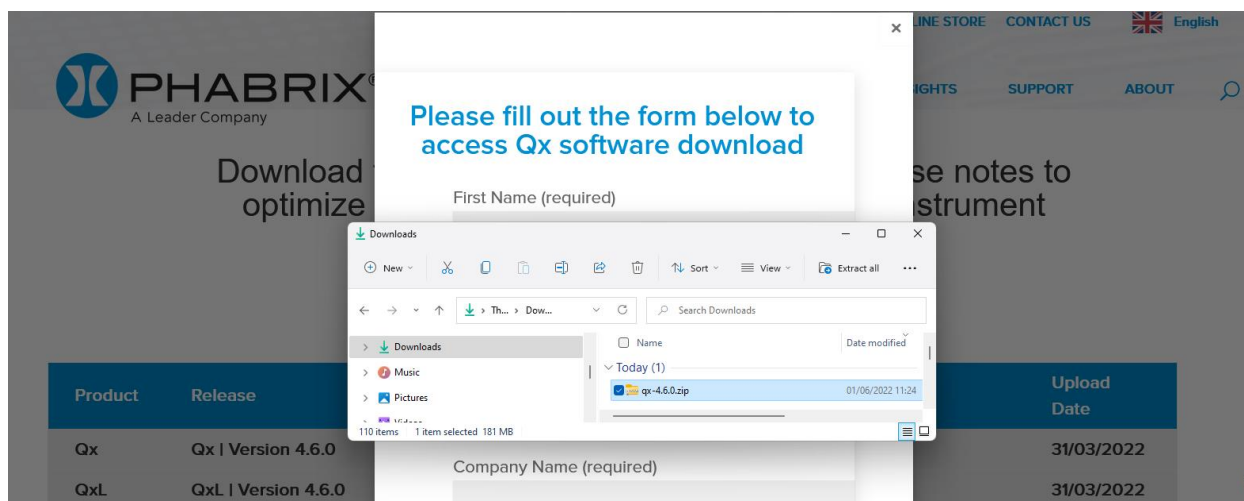 LINE STORE CONTACT US English
PHABRIX®
A Leader Company
IGHTS SUPPORT ABOUT
Please fill out the form below to
access Qx software download
Download
optimize
se notes to
strument
First Name (required)
Downloads
New Sort View Extract all
Th... Dow... Search Downloads
Downloads
Music
Pictures
Name Date modified
Today (1)
qx-4.6.0.zip 01/06/2022 11:24
110 items 1 item selected 181 MB
Product Release Upload
Date
Qx Qx | Version 4.6.0 31/03/2022
Company Name (required)
QxL QxL | Version 4.6.0 31/03/2022